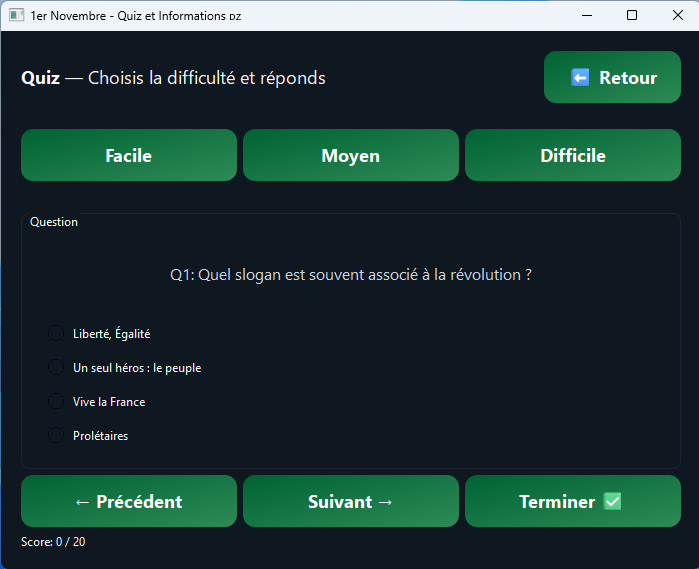 1er Novembre - Quiz et Informations DZ
Quiz — Choisis la difficulté et réponds
Retour
Facile
Moyen
Difficile
Question
Q1: Quel slogan est souvent associé à la révolution ?
Liberté, Égalité
Un seul héros : le peuple
Vive la France
Prolétaires
← Précédent
Suivant →
Terminer ✅
Score: 0 / 20